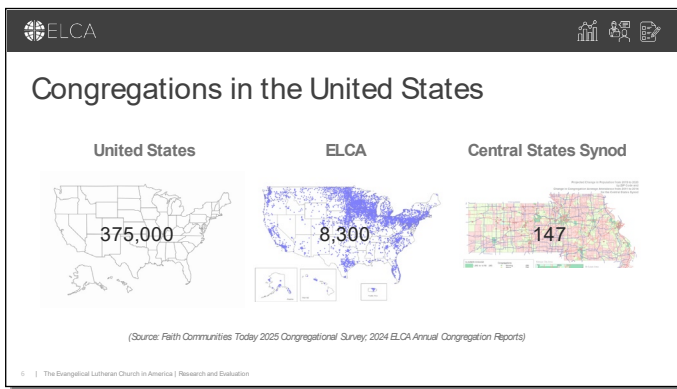 ELCA
Congregations in the United States
United States
ELCA
Central States Synod
375,000
8,300
147
(Source: Faith Communities Today 2025 Congregational Survey; 2024 ELCA Annual Congregation Reports)
6 | The Evangelical Lutheran Church in America | Research and Evaluation